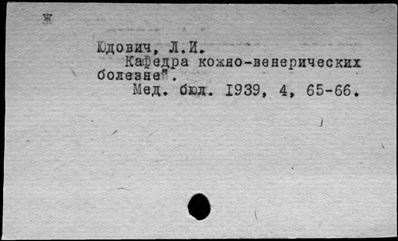 Ж
Юдович, Л.И.
Кафедра кожно-венерических
болезней.
Мед. бюл. 1939, 4, 65-66.